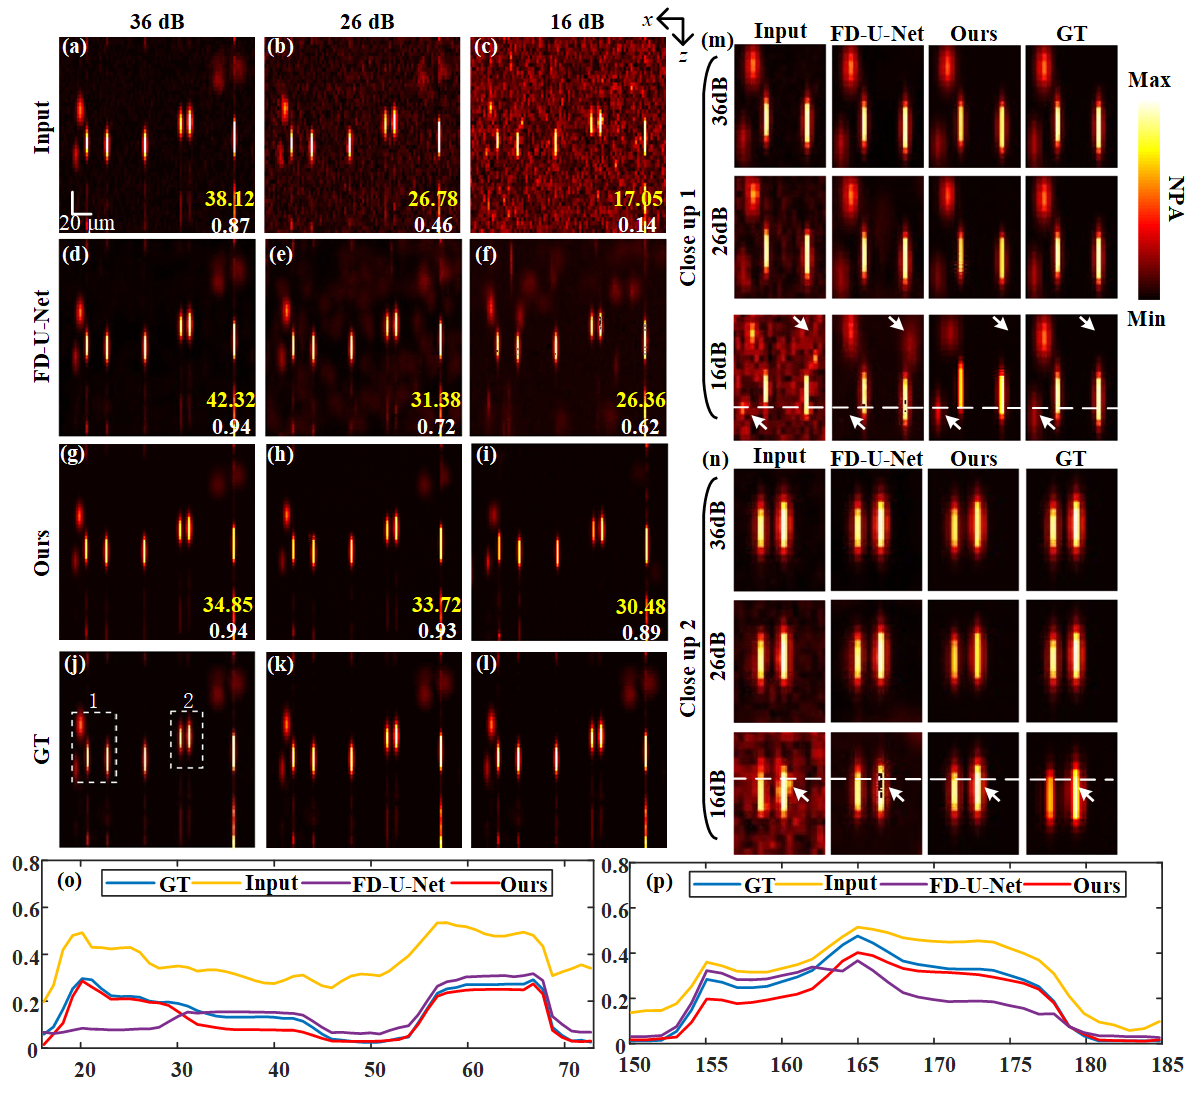 36 dB 26 dB 16 dB x
z
(a) (b) (c)
Input
38.12 26.78 17.05
0.87 0.46 0.14
20 μm
(d) (e) (f)
FD-U-Net
42.32 31.38 26.36
0.94 0.72 0.62
(g) (h) (i)
Ours
34.85 33.72 30.48
0.94 0.93 0.89
(j) (k) (l)
GT
1 2
(m) Input FD-U-Net Ours GT
Close up 1
36dB
26dB
16dB
Max
NPA
Min
(n) Input FD-U-Net Ours GT
Close up 2
36dB
26dB
16dB
(o) GT Input FD-U-Net Ours
0.8
0.6
0.4
0.2
0
20 30 40 50 60 70
(p) GT Input FD-U-Net Ours
0.8
0.6
0.4
0.2
0
150 155 160 165 170 175 180 185